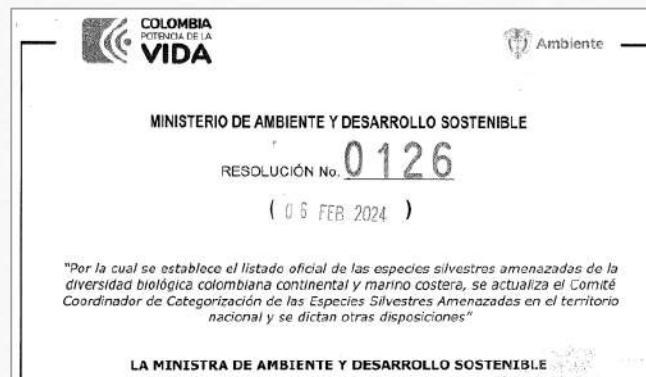 COLOMBIA
POTENCIA DE LA
VIDA
Ambiente
MINISTERIO DE AMBIENTE Y DESARROLLO SOSTENIBLE
RESOLUCIÓN No. 0126
( 06 FEB 2024 )
"Por la cual se establece el listado oficial de las especies silvestres amenazadas de la
diversidad biológica colombiana continental y marino costera, se actualiza el Comité
Coordinador de Categorización de las Especies Silvestres Amenazadas en el territorio
nacional y se dictan otras disposiciones"
LA MINISTRA DE AMBIENTE Y DESARROLLO SOSTENIBLE